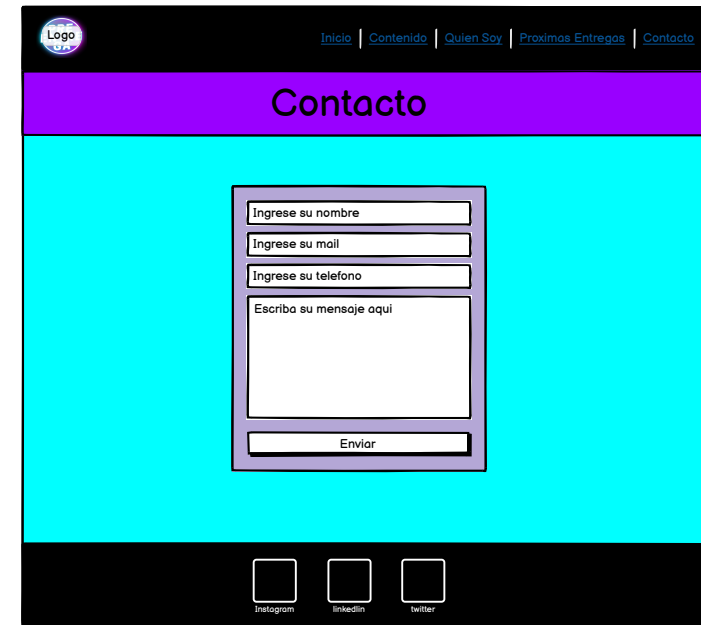 Logo
Inicio Contenido Quien Soy Proximas Entregas Contacto
Contacto
Ingrese su nombre
Ingrese su mail
Ingrese su telefono
Escriba su mensaje aqui
Enviar
Instagram linkedlin twitter